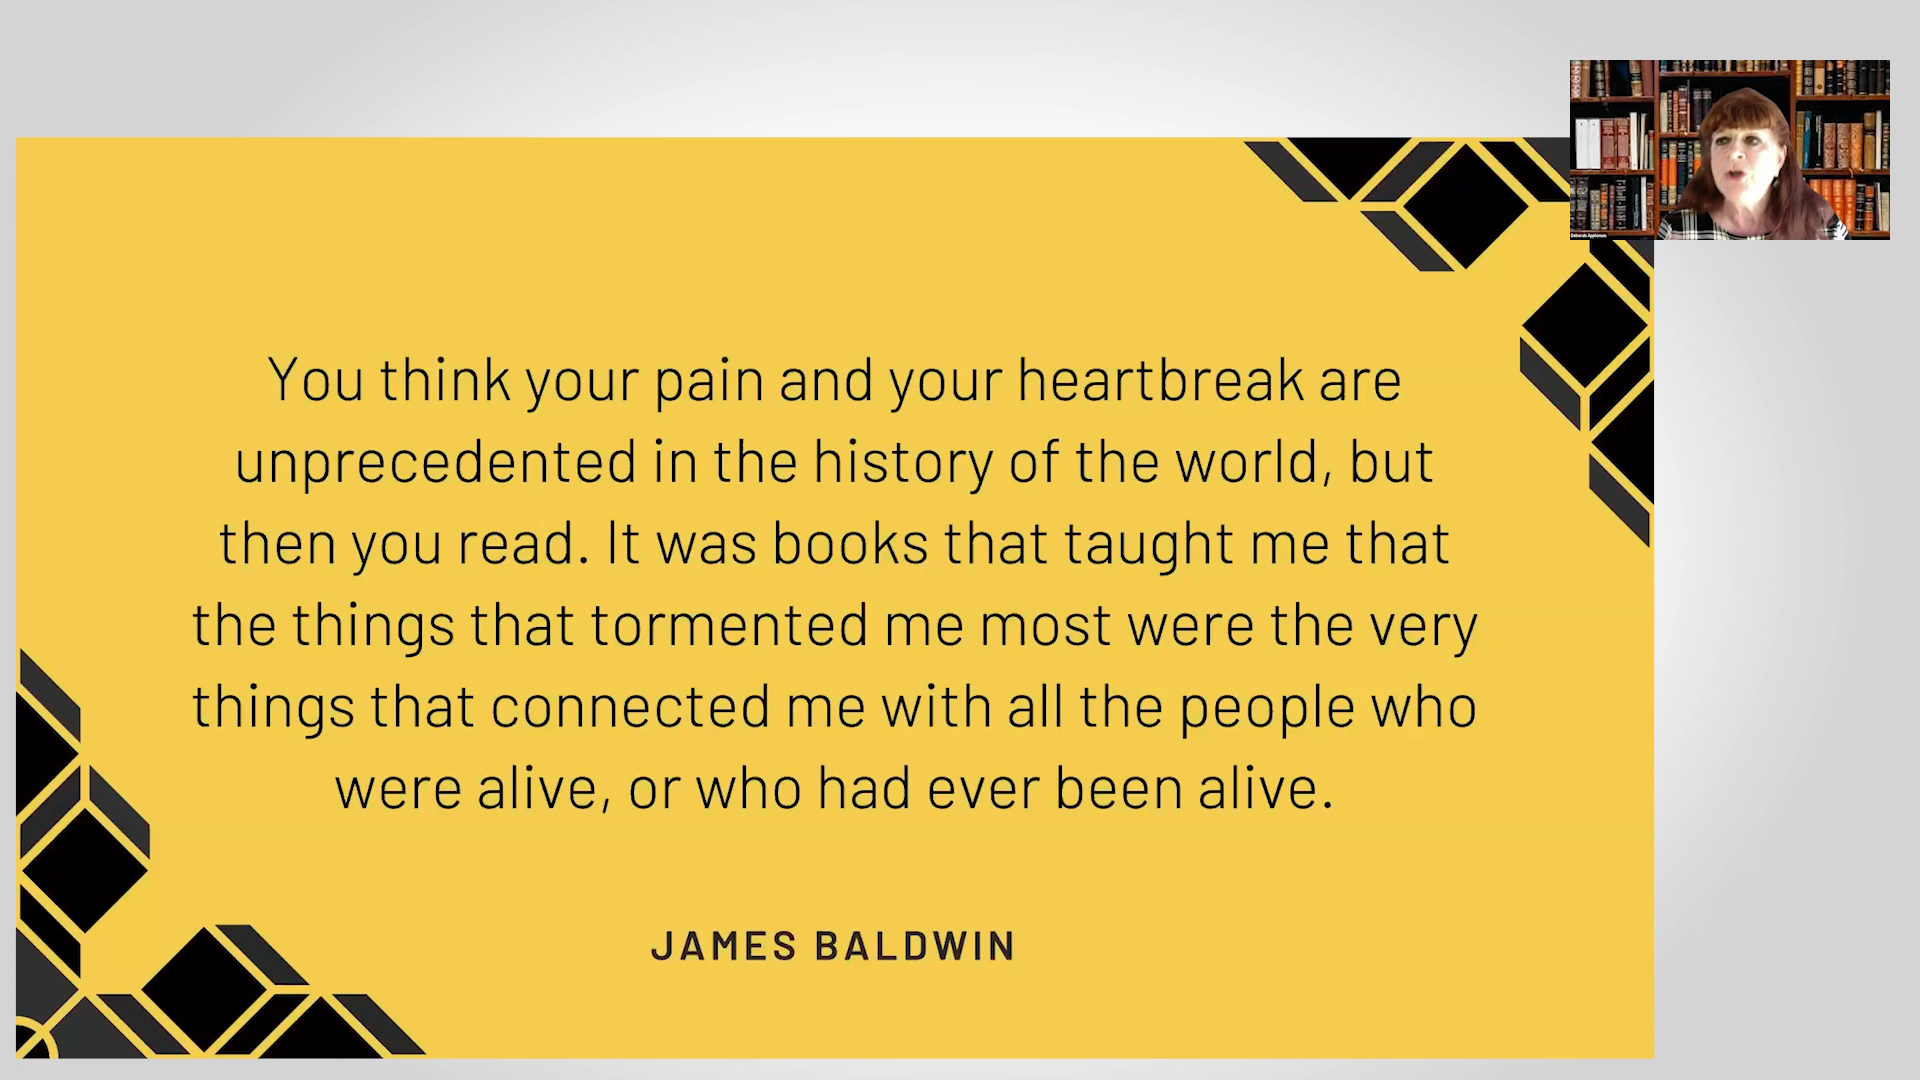 You think your pain and your heartbreak are
unprecedented in the history of the world, but
then you read. It was books that taught me that
the things that tormented me most were the very
things that connected me with all the people who
were alive, or who had ever been alive.
JAMES BALDWIN
Deborah Appleman